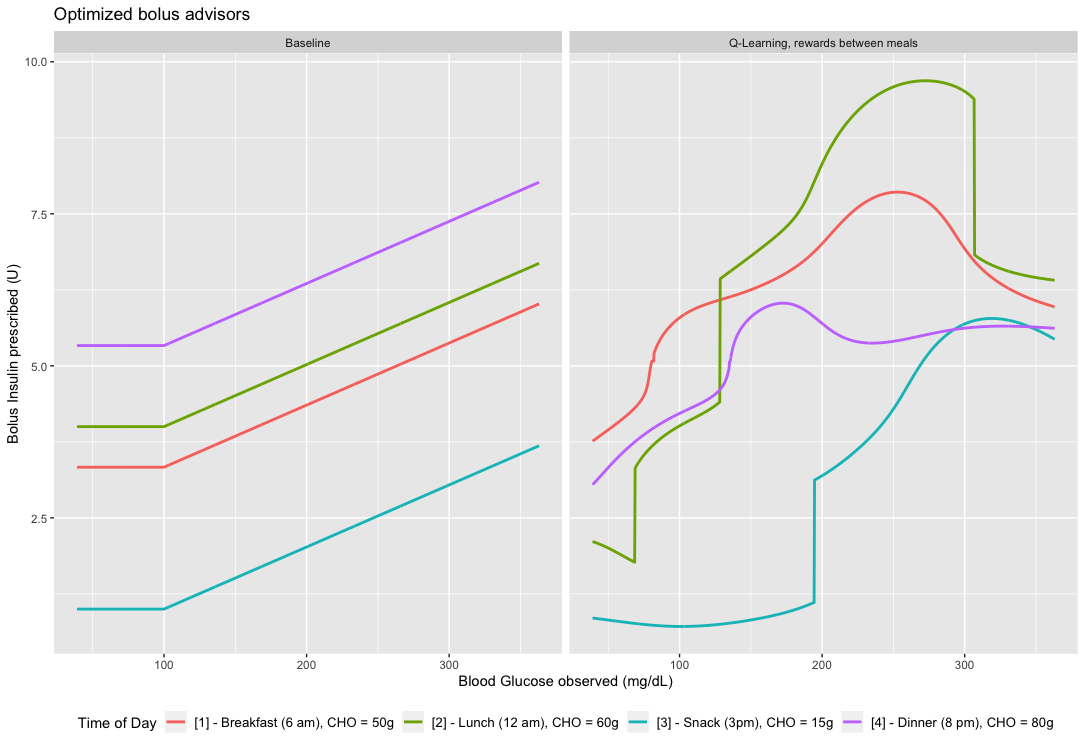 Optimized bolus advisors
Baseline
Q-Learning, rewards between meals
Bolus Insulin prescribed (U)
10.0
7.5
5.0
2.5
100 200 300
100 200 300
Blood Glucose observed (mg/dL)
Time of Day [1] - Breakfast (6 am), CHO = 50g [2] - Lunch (12 am), CHO = 60g [3] - Snack (3pm), CHO = 15g [4] - Dinner (8 pm), CHO = 80g